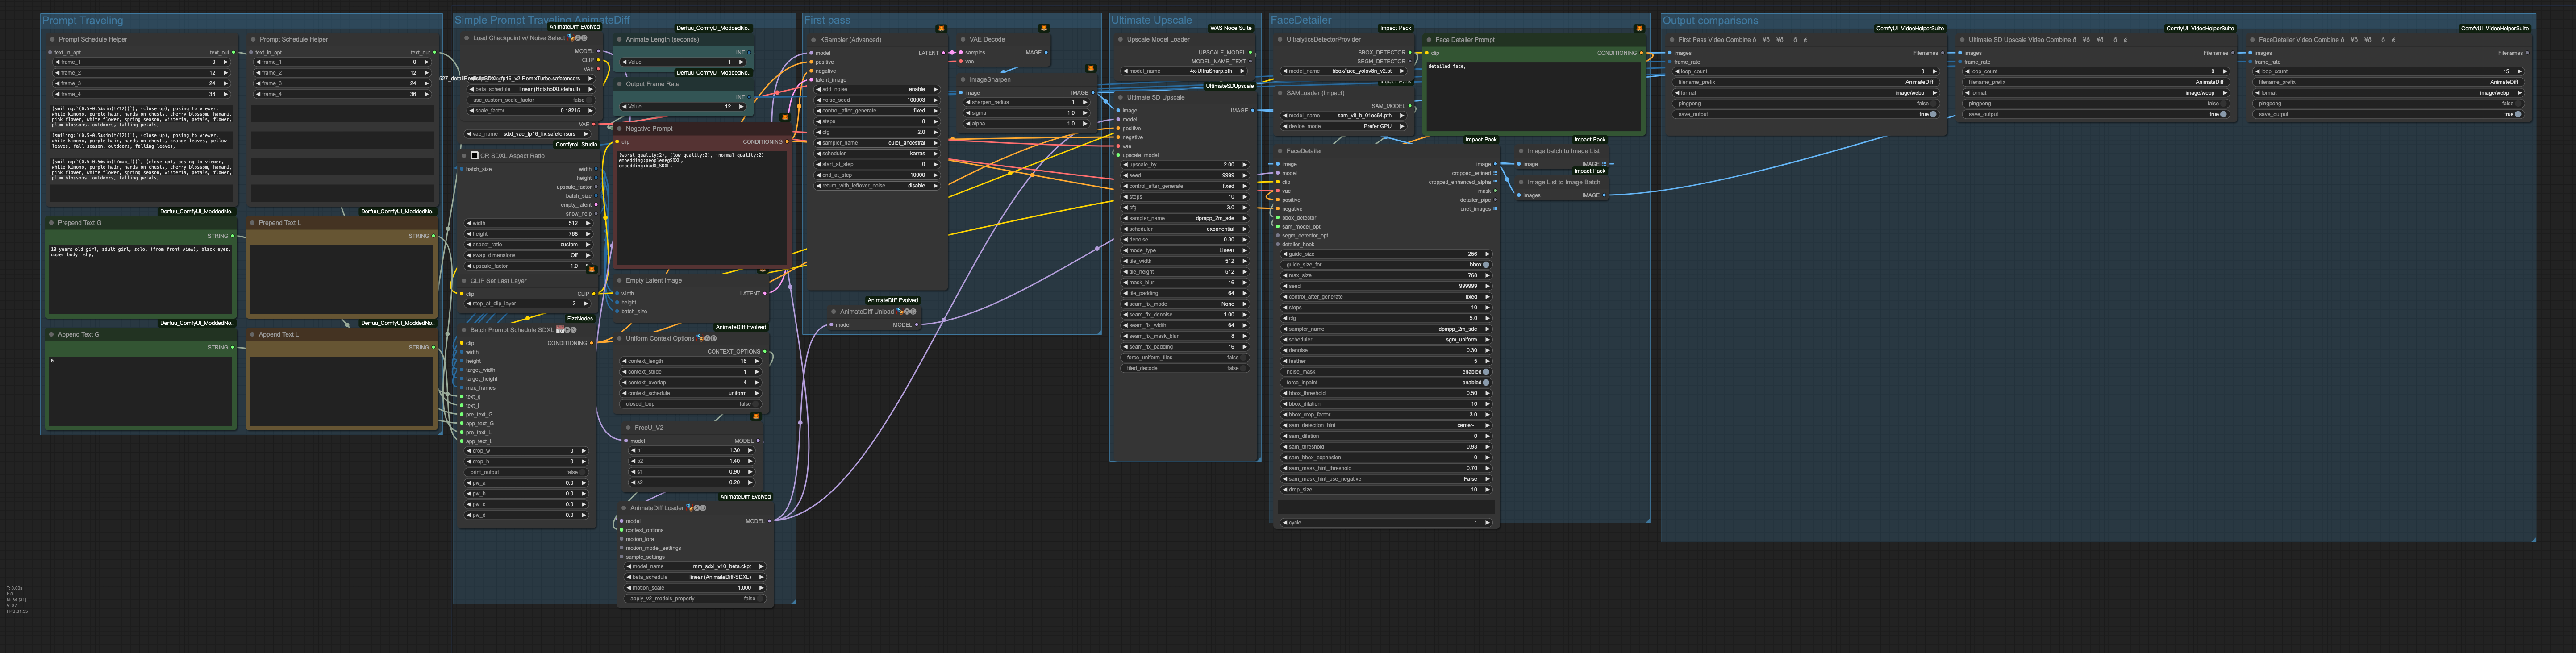 Prompt Traveling
Prompt Schedule Helper
text_in_opt text_out
frame_1 0
frame_2 12
frame_3 24
frame_4 36
Prompt Schedule Helper
text_in_opt text_out
frame_1 0
frame_2 12
frame_3 24
frame_4 36
Derfuu_ComfyUI_ModdedNo..
Prepend Text G
STRING
18 years old girl, adult girl, solo, (from front view), black eyes,
upper body, shy,
Derfuu_ComfyUI_ModdedNo..
Prepend Text L
STRING
Derfuu_ComfyUI_ModdedNo..
Append Text G
STRING
0
Derfuu_ComfyUI_ModdedNo..
Append Text L
STRING
Simple Prompt Traveling AnimateDiff
AnimateDiff Evolved
Load Checkpoint w/ Noise Select
MODEL
CLIP
VAE
beta_schedule linear (HotshotXL/default)
use_custom_scale_factor false
scale_factor 0.18215
VAE
vae_name sdxl_vae_fp16_fix.safetensors
Comfyroll Studio
CR SDXL Aspect Ratio
batch_size width
height
upscale_factor
batch_size
empty_latent
show_help
width 512
height 768
aspect_ratio custom
swap_dimensions Off
upscale_factor 1.0
CLIP Set Last Layer
clip CLIP
stop_at_clip_layer -2
FizzNodes
Batch Prompt Schedule SDXL
clip CONDITIONING
width
height
target_width
target_height
max_frames
text_g
text_l
pre_text_G
app_text_G
pre_text_L
app_text_L
crop_w 0
crop_h 0
print_output false
pw_a 0.0
pw_b 0.0
pw_c 0.0
pw_d 0.0
Derfuu_ComfyUI_ModdedNo..
Animate Length (seconds)
INT
Value 1
Derfuu_ComfyUI_ModdedNo..
Output Frame Rate
INT
Value 12
Negative Prompt
clip CONDITIONING
(worst quality:2), (low quality:2), (normal quality:2)
Empty Latent Image
width LATENT
height
batch_size
AnimateDiff Evolved
Uniform Context Options
CONTEXT_OPTIONS
context_length 16
context_stride 1
context_overlap 4
context_schedule uniform
closed_loop false
FreeU_V2
model MODEL
b1 1.30
b2 1.40
s1 0.90
s2 0.20
AnimateDiff Evolved
AnimateDiff Loader
model MODEL
context_options
motion_lora
motion_model_settings
sample_settings
model_name mm_sdxl_v10_beta.ckpt
beta_schedule linear (AnimateDiff-SDXL)
motion_scale 1.000
apply_v2_models_properly false
First pass
KSampler (Advanced)
model LATENT
positive
negative
latent_image
add_noise enable
noise_seed 100003
control_after_generate fixed
steps 8
cfg 2.0
sampler_name euler_ancestral
scheduler karras
start_at_step 0
end_at_step 10000
return_with_leftover_noise disable
VAE Decode
samples IMAGE
vae
ImageSharpen
image IMAGE
sharpen_radius 1
sigma 1.0
alpha 1.0
AnimateDiff Evolved
AnimateDiff Unload
model MODEL
Ultimate Upscale
WAS Node Suite
Upscale Model Loader
UPSCALE_MODEL
MODEL_NAME_TEXT
model_name 4x-UltraSharp.pth
UltimateSDUpscale
Ultimate SD Upscale
image IMAGE
model
positive
negative
vae
upscale_model
upscale_by 2.00
seed 9999
control_after_generate fixed
steps 10
cfg 3.0
sampler_name dpmpp_2m_sde
scheduler exponential
denoise 0.30
mode_type Linear
tile_width 512
tile_height 512
mask_blur 16
tile_padding 32
seam_fix_mode None
seam_fix_denoise 1.00
seam_fix_width 64
seam_fix_mask_blur 8
seam_fix_padding 16
force_uniform_tiles false
tiled_decode false
FaceDetailer
Impact Pack
UltralyticsDetectorProvider
BBOX_DETECTOR
SEGM_DETECTOR
model_name bbox/face_yolov8n_v2.pt
Impact Pack
SAMLoader (Impact)
SAM_MODEL
model_name sam_vit_b_01ec64.pth
device_mode Prefer GPU
Face Detailer Prompt
clip CONDITIONING
detailed face,
Impact Pack
FaceDetailer
image image
model cropped_refined
clip cropped_enhanced_alpha
vae mask
positive detailer_pipe
negative cnet_images
bbox_detector
sam_model_opt
segm_detector_opt
detailer_hook
guide_size 256
guide_size_for bbox
max_size 768
seed 999999
control_after_generate fixed
steps 10
cfg 5.0
sampler_name dpmpp_2m_sde
scheduler sgm_uniform
denoise 0.30
feather 5
noise_mask enabled
force_inpaint enabled
bbox_threshold 0.50
bbox_dilation 10
bbox_crop_factor 3.0
sam_detection_hint center-1
sam_dilation 0
sam_threshold 0.93
sam_bbox_expansion 0
sam_mask_hint_threshold 0.70
sam_mask_hint_use_negative False
drop_size 10
cycle 1
Impact Pack
Image batch to Image List
image IMAGE
Impact Pack
Image List to Image Batch
images IMAGE
Output comparisons
ComfyUI-VideoHelperSuite
First Pass Video Combine
images Filenames
frame_rate
loop_count 0
filename_prefix AnimateDiff
format image/webp
pingpong false
save_output true
ComfyUI-VideoHelperSuite
Ultimate SD Upscale Video Combine
images Filenames
frame_rate
loop_count 0
filename_prefix AnimateDiff
format image/webp
pingpong false
save_output true
ComfyUI-VideoHelperSuite
FaceDetailer Video Combine
images Filenames
frame_rate
loop_count 15
filename_prefix AnimateDiff
format image/webp
pingpong false
save_output true